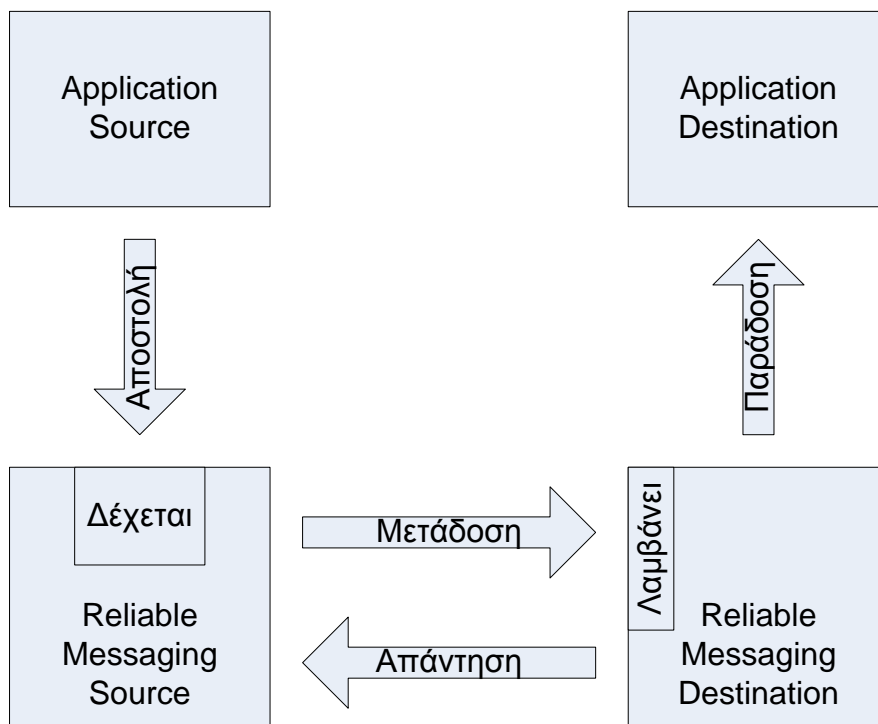 Application
Source
Application
Destination
Αποστολή
Παράδοση
Δέχεται
Μετάδοση
Λαμβάνει
Reliable
Messaging
Source
Απάντηση
Reliable
Messaging
Destination